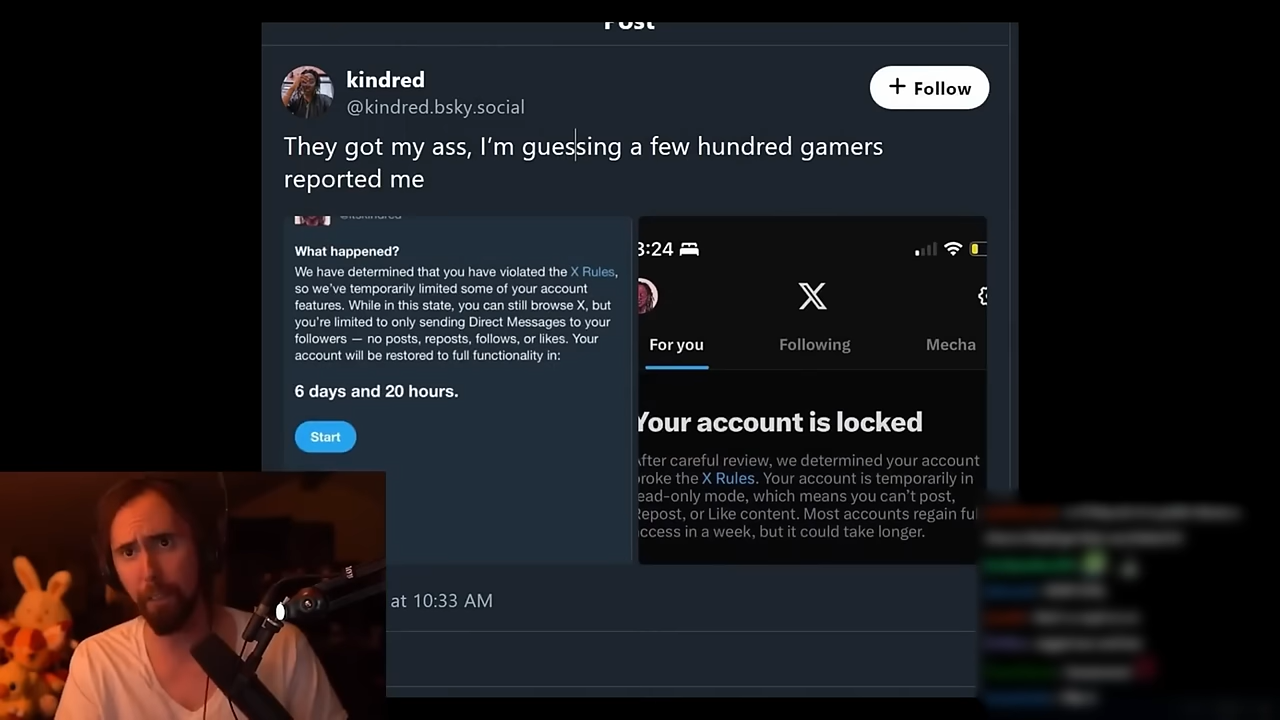 Post
kindred
@kindred.bsky.social
+ Follow
They got my ass, I'm guessing a few hundred gamers
reported me
@itskindred
What happened?
We have determined that you have violated the X Rules,
so we've temporarily limited some of your account
features. While in this state, you can still browse X, but
you're limited to only sending Direct Messages to your
followers — no posts, reposts, follows, or likes. Your
account will be restored to full functionality in:
6 days and 20 hours.
Start
3:24
For you
Following
Mecha
Your account is locked
After careful review, we determined your account
broke the X Rules. Your account is temporarily in
read-only mode, which means you can't post,
Repost, or Like content. Most accounts regain ful
access in a week, but it could take longer.
at 10:33 AM